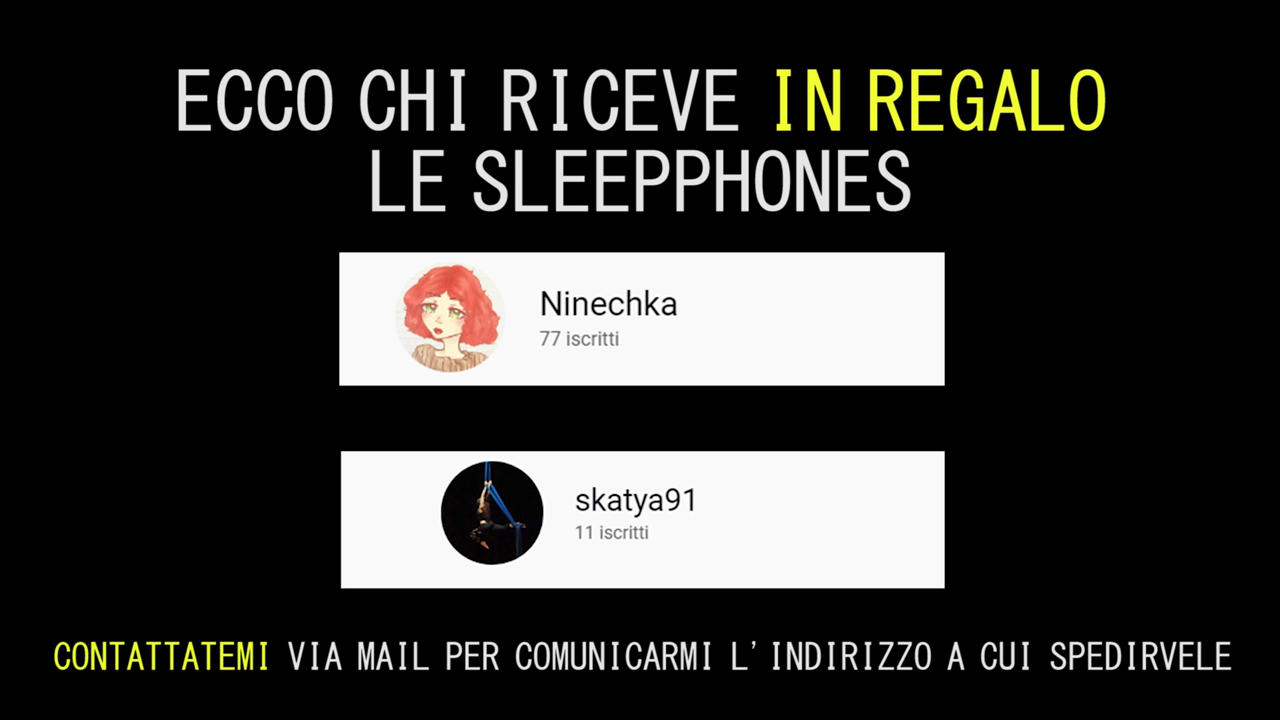 ECCO CHI RICEVE IN REGALO
LE SLEEPPHONES
Ninechka
77 iscritti
skatya91
11 iscritti
CONTATTATEMI VIA MAIL PER COMUNICARMI L'INDIRIZZO A CUI SPEDIRVELE